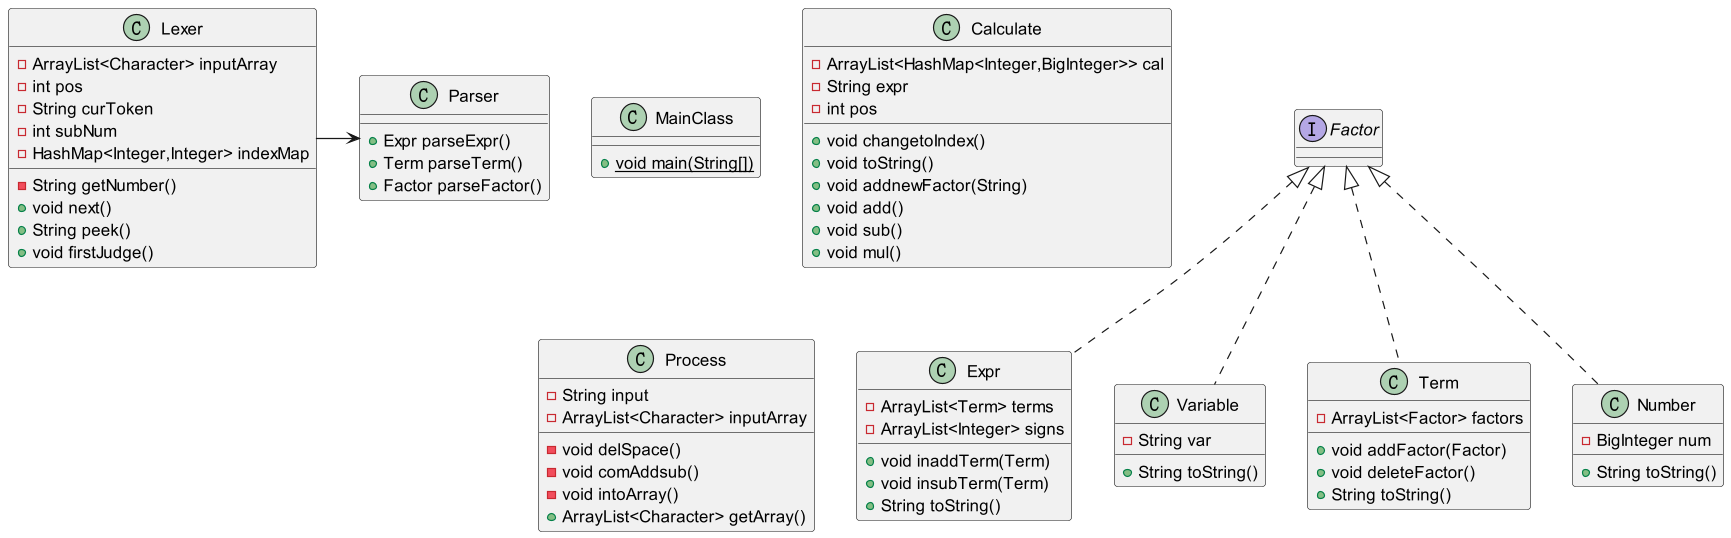 C Lexer
ArrayList<Character> inputArray
int pos
String curToken
int subNum
HashMap<Integer,Integer> indexMap
String getNumber()
void next()
String peek()
void firstJudge()
C Parser
Expr parseExpr()
Term parseTerm()
Factor parseFactor()
C MainClass
void main(String[])
C Calculate
ArrayList<HashMap<Integer,BigInteger>> cal
String expr
int pos
void changetoIndex()
void toString()
void addnewFactor(String)
void add()
void sub()
void mul()
I Factor
C Process
String input
ArrayList<Character> inputArray
void delSpace()
void comAddsub()
void intoArray()
ArrayList<Character> getArray()
C Expr
ArrayList<Term> terms
ArrayList<Integer> signs
void inaddTerm(Term)
void insubTerm(Term)
String toString()
C Variable
String var
String toString()
C Term
ArrayList<Factor> factors
void addFactor(Factor)
void deleteFactor()
String toString()
C Number
BigInteger num
String toString()